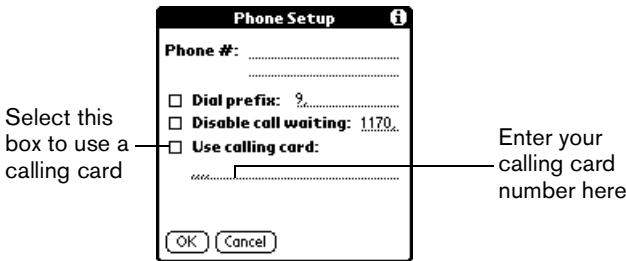 Phone Setup i
Phone #:
Dial prefix: 9,
Disable call waiting: 1170,
Use calling card:
,,,,
OK Cancel
Select this
box to use a
calling card
Enter your
calling card
number here